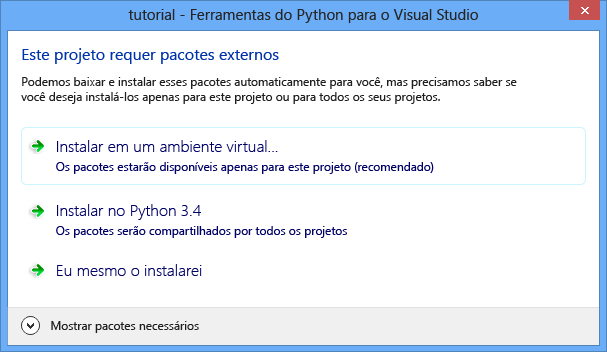 tutorial - Ferramentas do Python para o Visual Studio
Este projeto requer pacotes externos
Podemos baixar e instalar esses pacotes automaticamente para você, mas precisamos saber se
você deseja instalá-los apenas para este projeto ou para todos os seus projetos.
Instalar em um ambiente virtual...
Os pacotes estarão disponíveis apenas para este projeto (recomendado)
Instalar no Python 3.4
Os pacotes serão compartilhados por todos os projetos
Eu mesmo o instalarei
Mostrar pacotes necessários